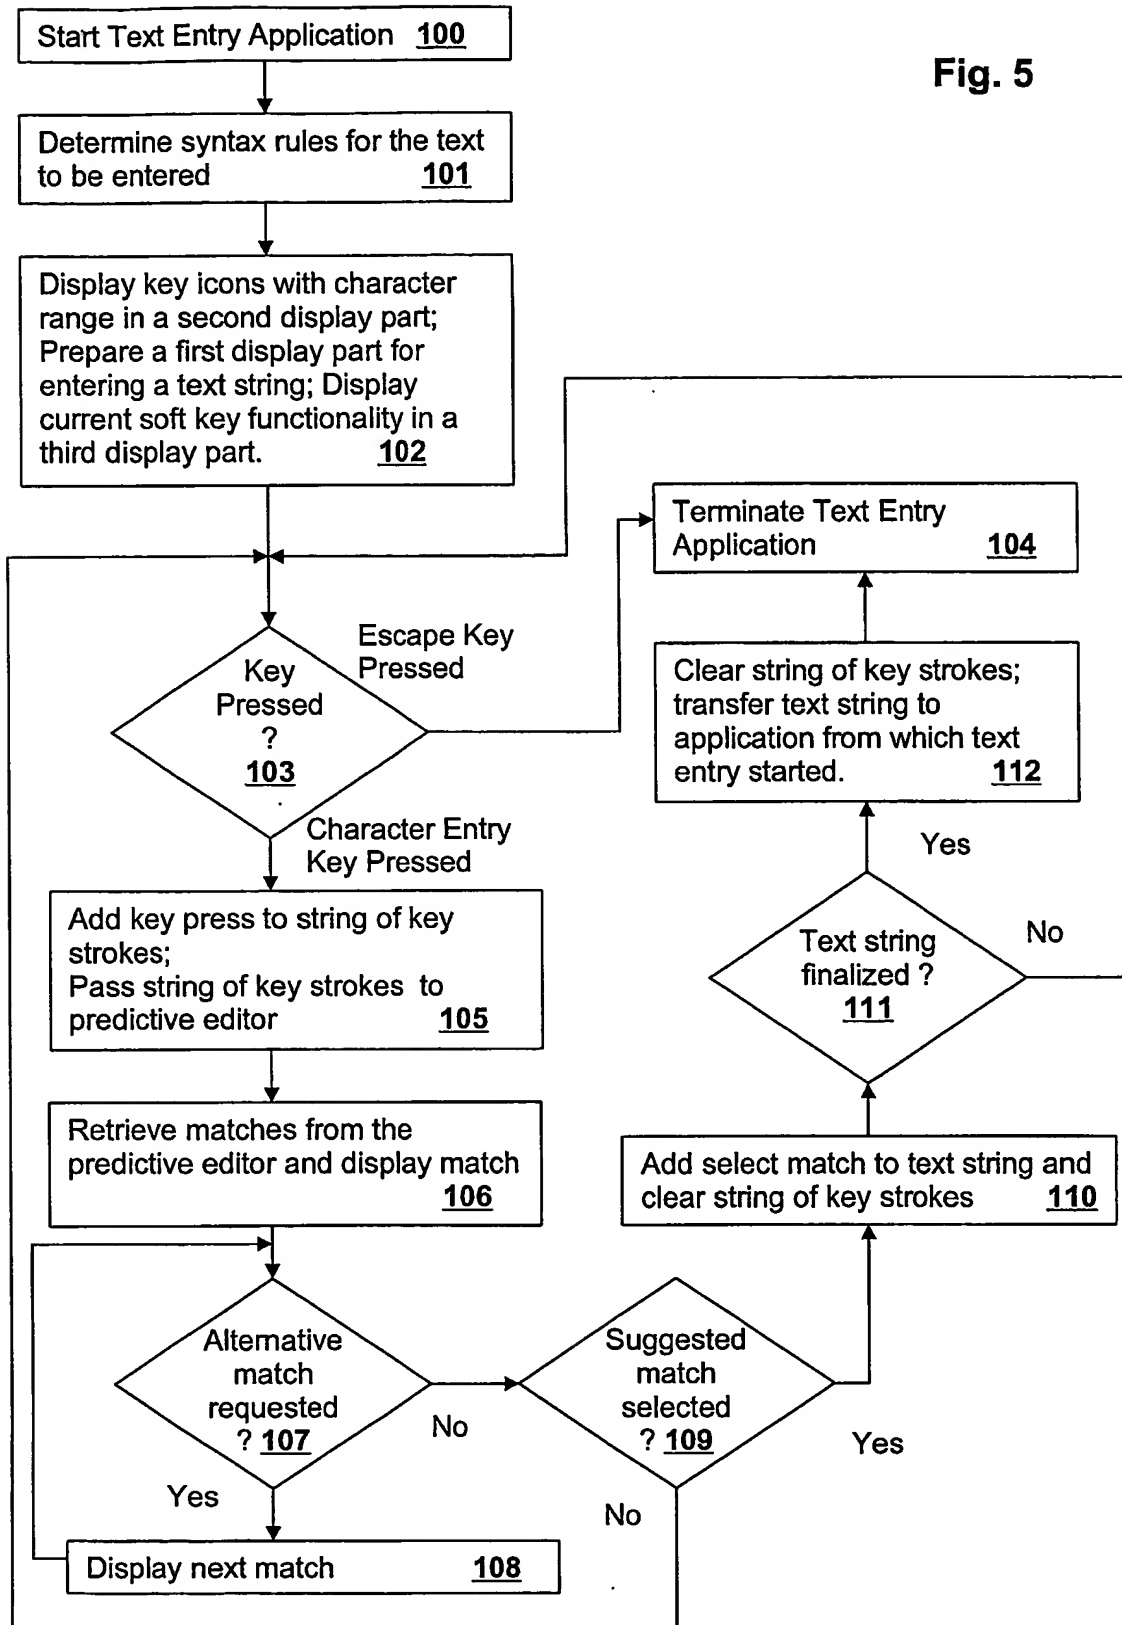 Start Text Entry Application 100
Fig. 5
Determine syntax rules for the text
to be entered 101
Display key icons with character
range in a second display part;
Prepare a first display part for
entering a text string; Display
current soft key functionality in a
third display part. 102
Terminate Text Entry
Application 104
Escape Key
Pressed
Key
Pressed
?
103
Clear string of key strokes;
transfer text string to
application from which text
entry started. 112
Character Entry
Key Pressed
Yes
Add key press to string of key
strokes;
Pass string of key strokes to
predictive editor 105
Text string
finalized ?
111
No
Retrieve matches from the
predictive editor and display match
106
Add select match to text string and
clear string of key strokes 110
Alternative
match
requested
? 107
No
Suggested
match
selected
? 109
Yes
Yes
No
Display next match 108